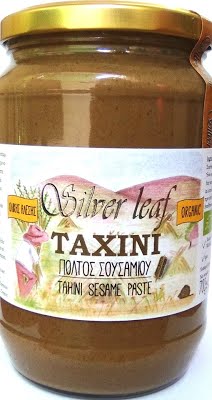 Silver leaf
ΟΛΙΚΗΣ ΑΛΕΣΗΣ
ORGANIC
ΤΑΧΙΝΙ
ΠΟΛΤΟΣ ΣΟΥΣΑΜΙΟΥ
TAHINI SESAME PASTE